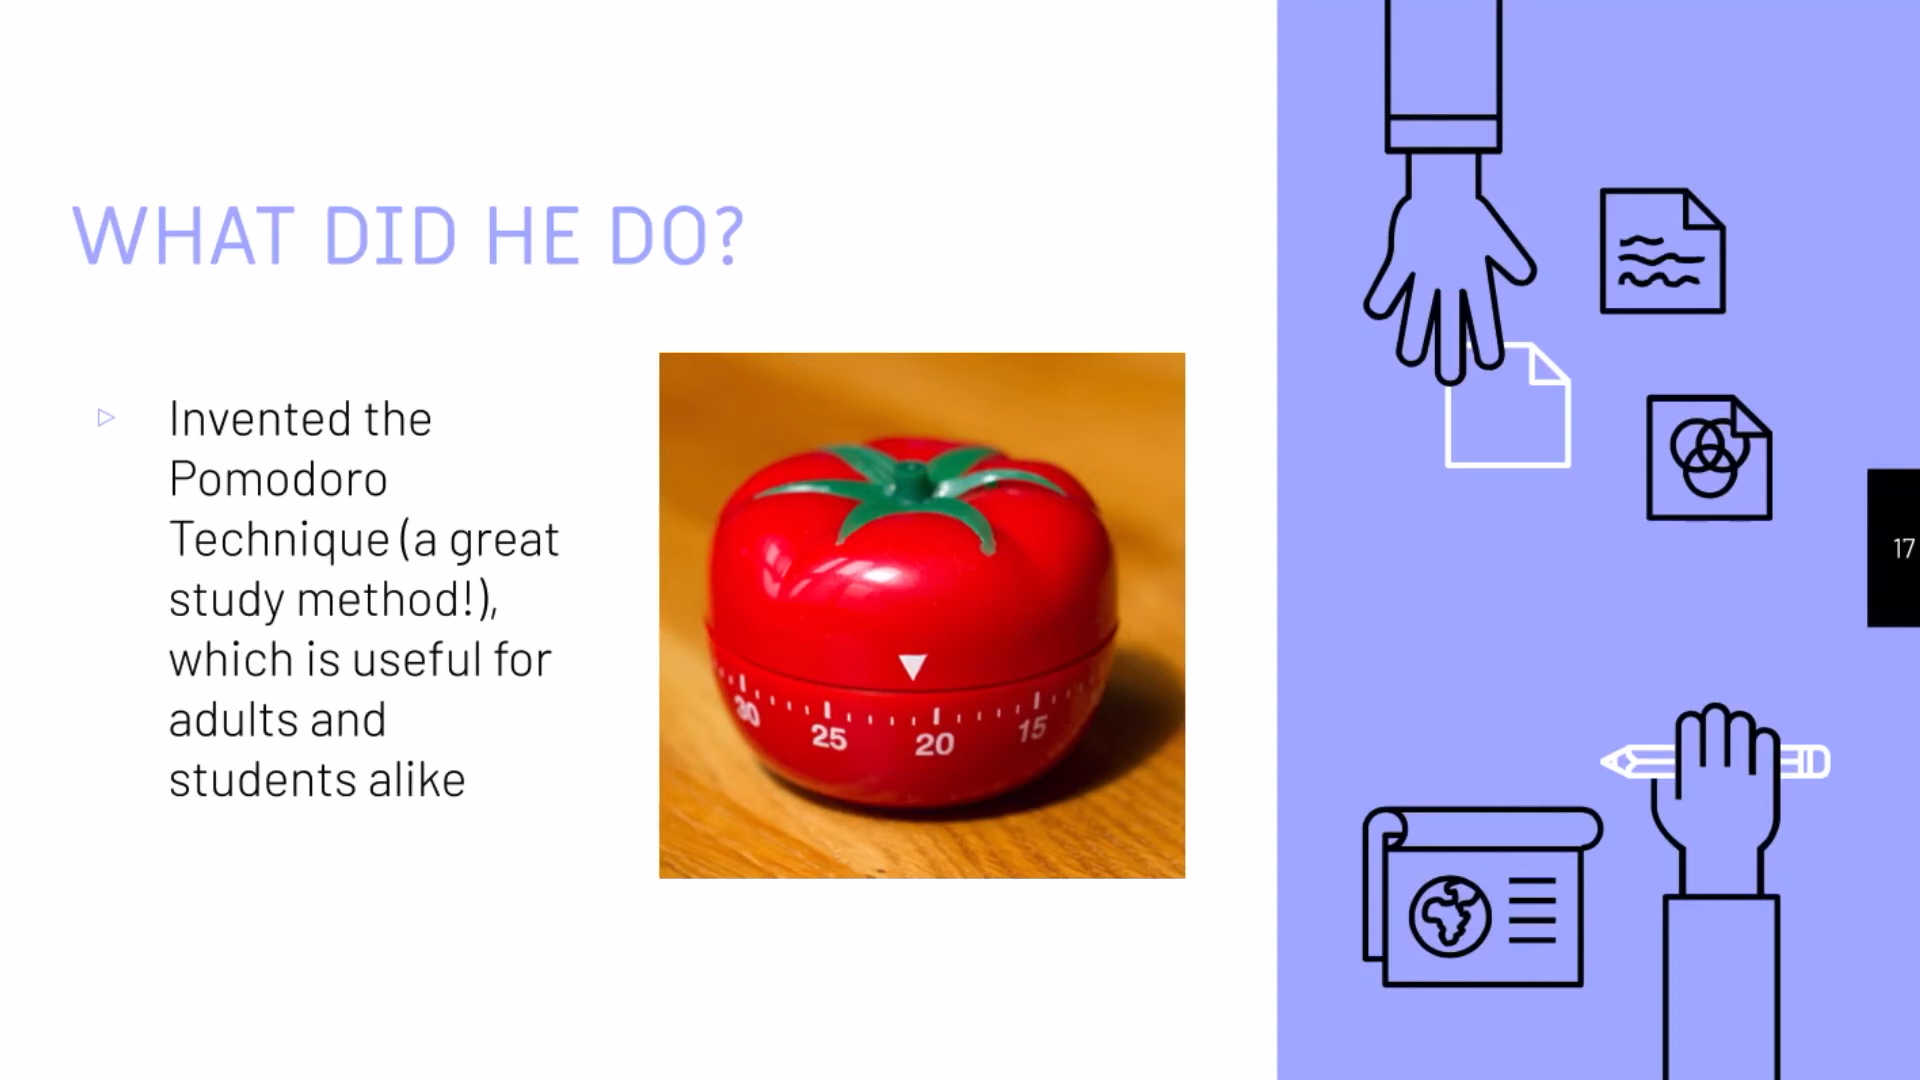 WHAT DID HE DO?
▷ Invented the
Pomodoro
Technique (a great
study method!),
which is useful for
adults and
students alike
30 25 20 15
17